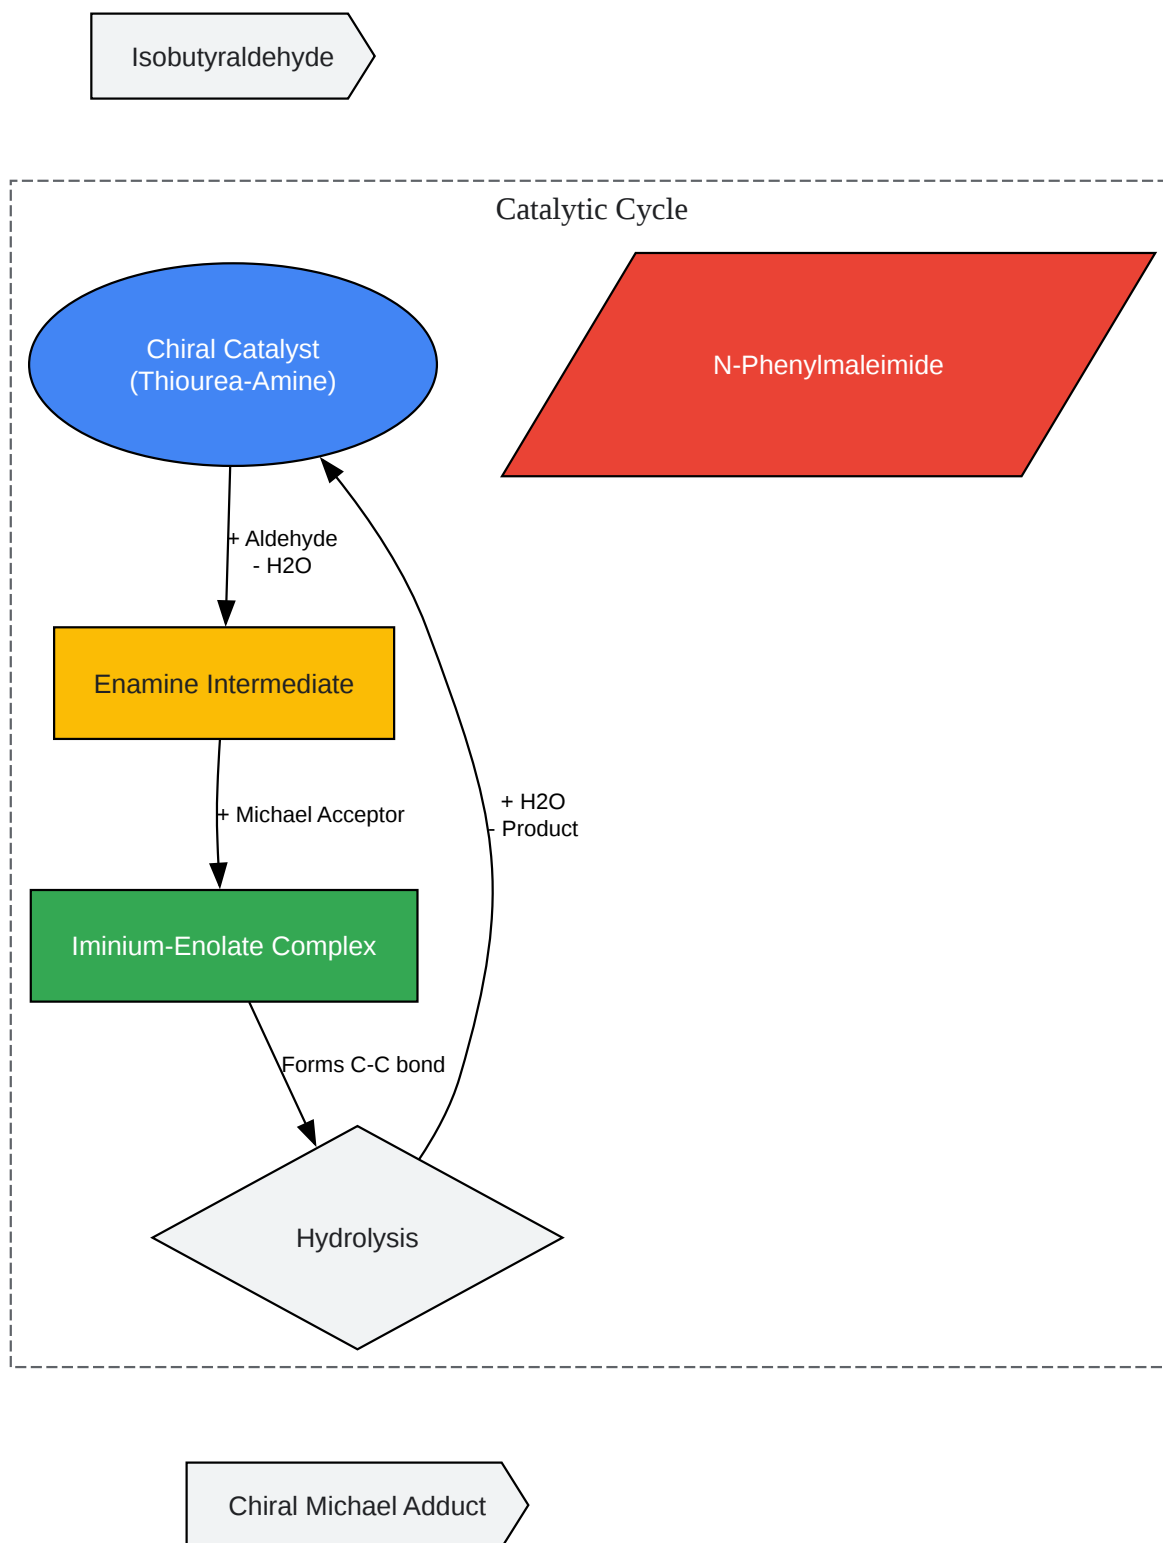 Isobutyraldehyde
Catalytic Cycle
Chiral Catalyst
(Thiourea-Amine)
N-Phenylmaleimide
+ Aldehyde
- H2O
Enamine Intermediate
+ Michael Acceptor
+ H2O
- Product
Iminium-Enolate Complex
Forms C-C bond
Hydrolysis
Chiral Michael Adduct